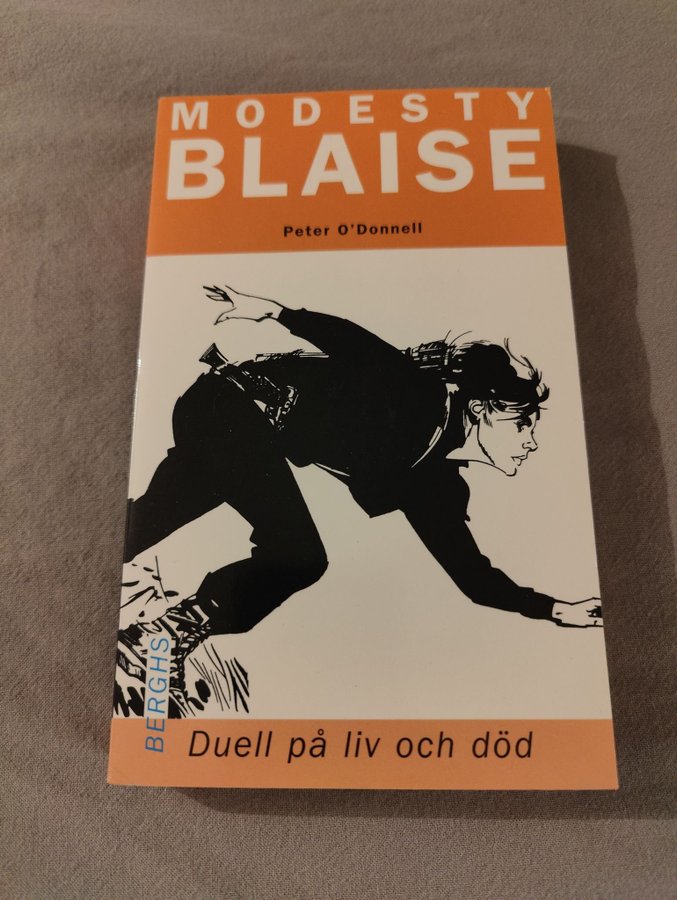 MODESTY
BLAISE
Peter O'Donnell
BERGHS
Duell på liv och död